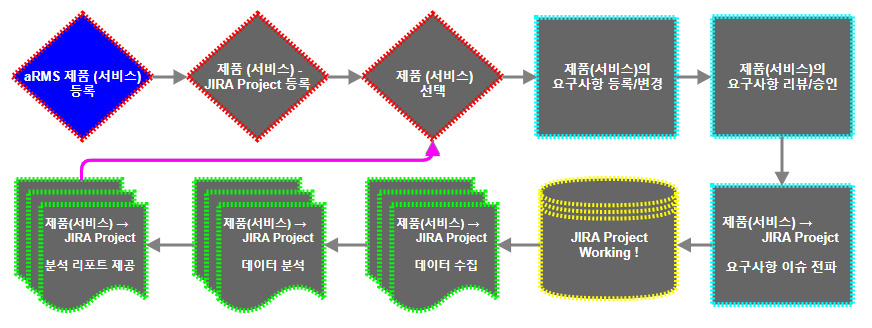 aRMS 제품 (서비스)
등록
제품 (서비스) -
JIRA Project 등록
제품 (서비스)
선택
제품(서비스)의
요구사항 등록/변경
제품(서비스)의
요구사항 리뷰/승인
제품(서비스) →
JIRA Proejct
요구사항 이슈 전파
JIRA Project
Working !
제품(서비스) →
JIRA Project
데이터 수집
제품(서비스) →
JIRA Project
데이터 분석
제품(서비스) →
JIRA Project
분석 리포트 제공